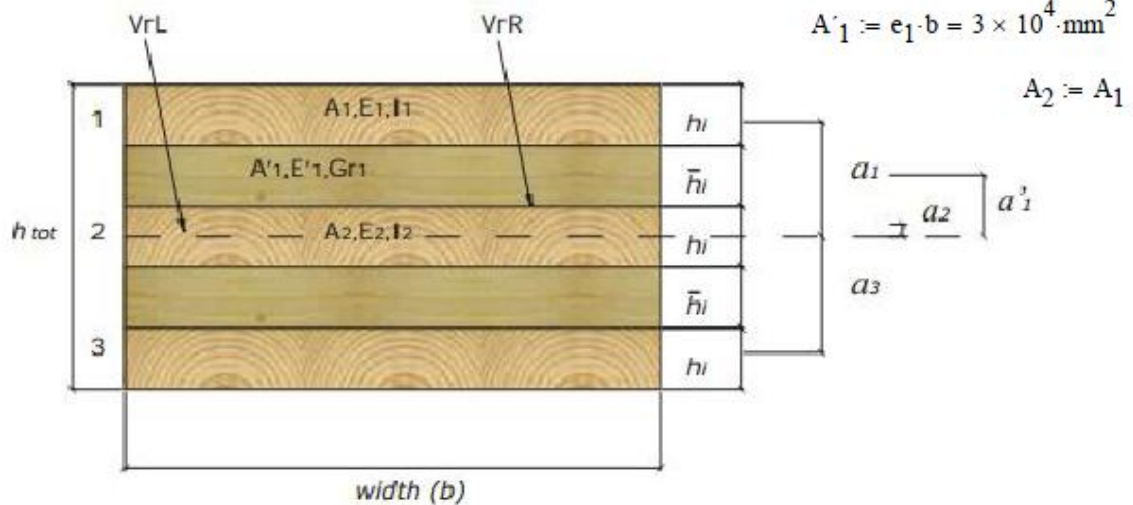 VrL VrR A´1 := e1·b = 3 × 10^4·mm^2
A2 := A1
1 A1,E1,I1 hi
A'1,E'1,Gr1 h̄i a1 a'1
h tot 2 A2,E2,I2 hi a2
h̄i a3
3 hi
width (b)